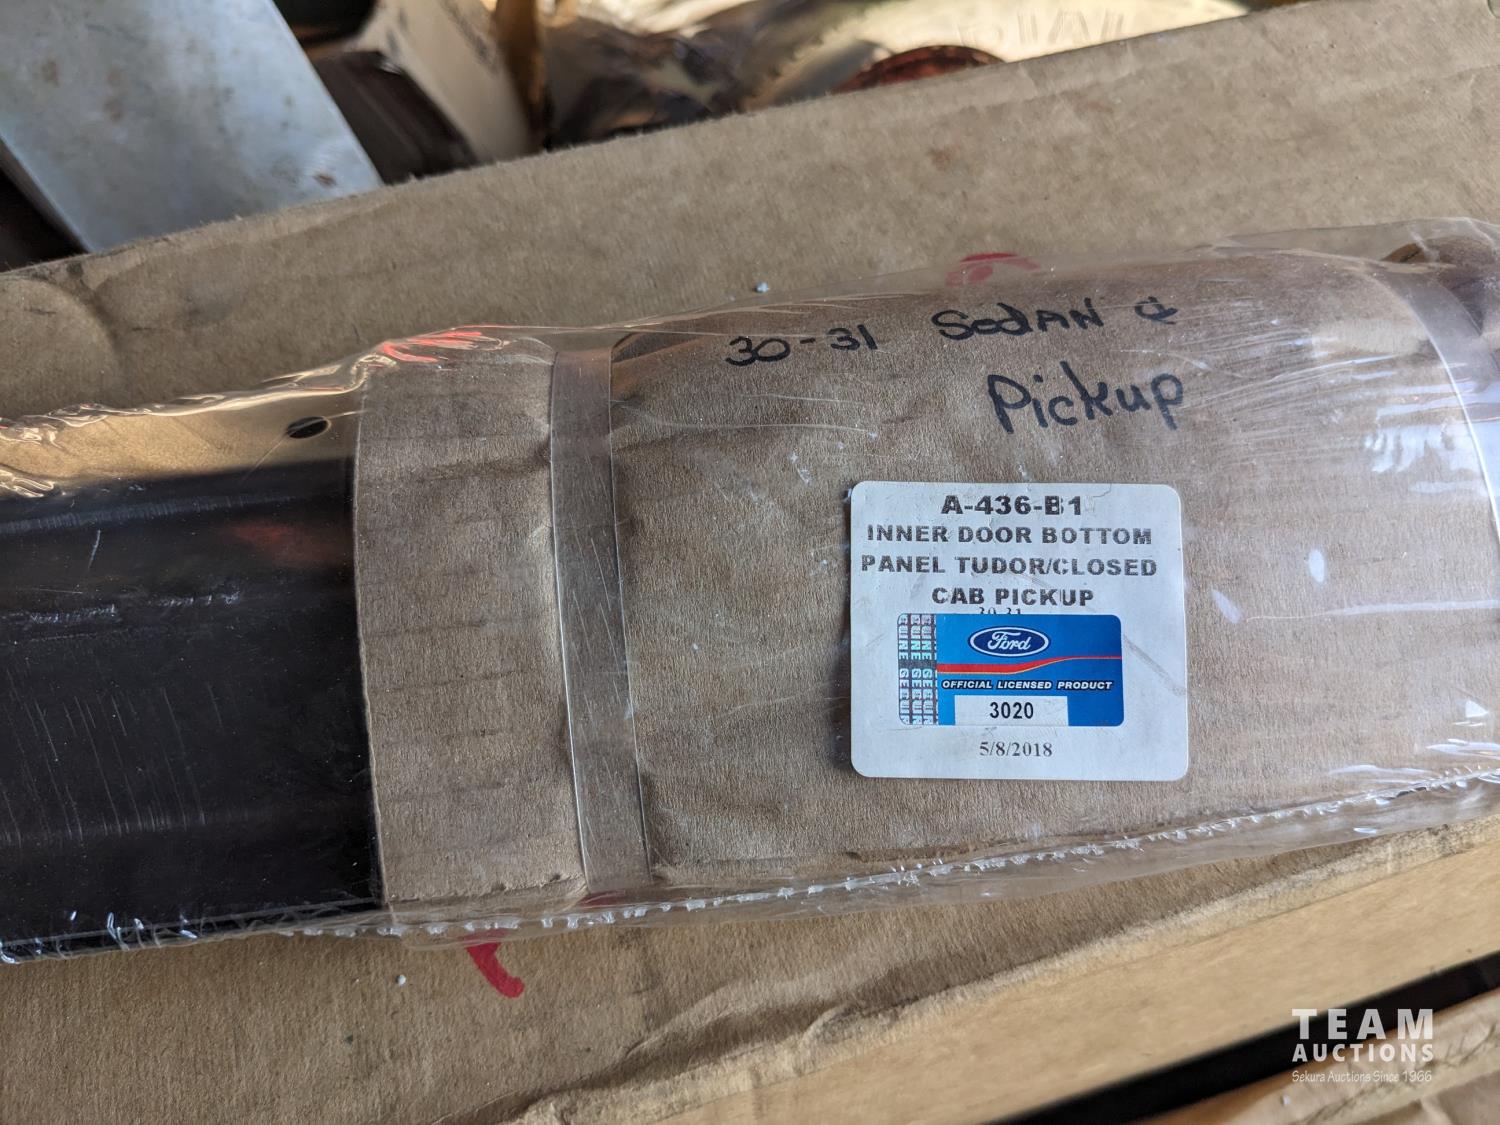 30-31 Sedan &
Pickup
A-436-B1
INNER DOOR BOTTOM
PANEL TUDOR/CLOSED
CAB PICKUP
30-31
Ford
OFFICIAL LICENSED PRODUCT
3020
5/8/2018
TEAM
AUCTIONS
Sekura Auctions Since 1966